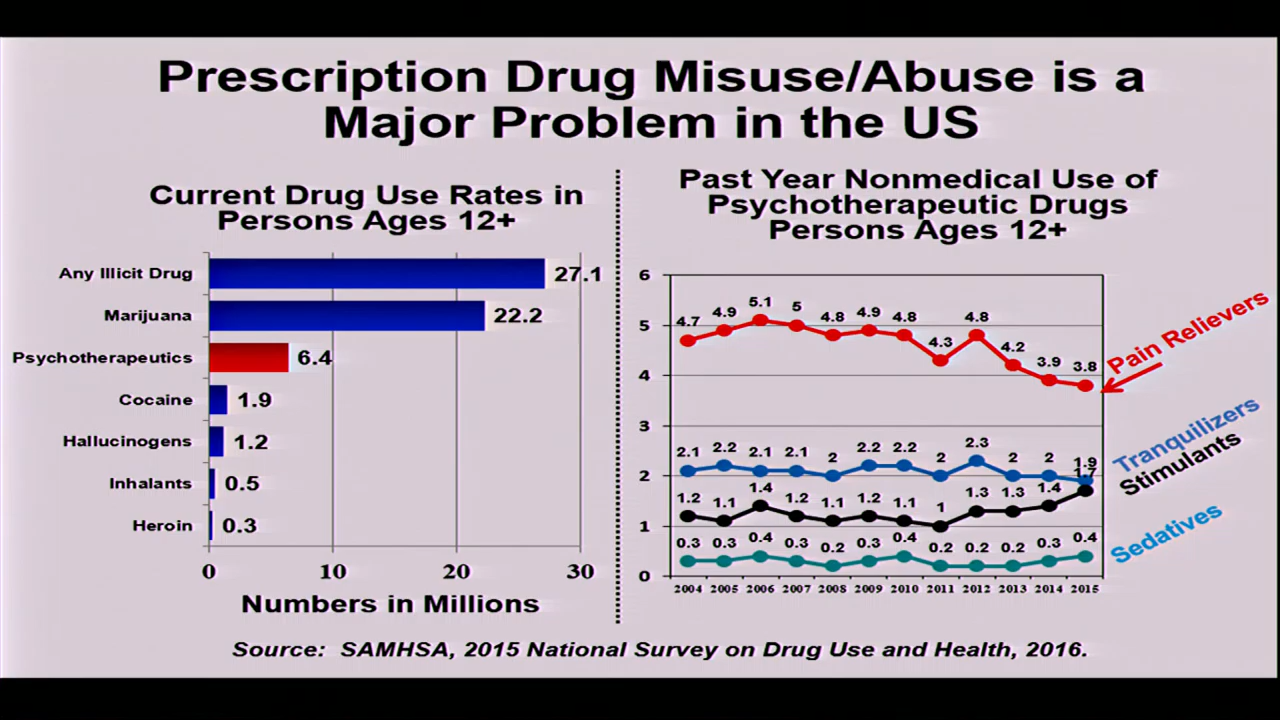 Prescription Drug Misuse/Abuse is a
Major Problem in the US
Current Drug Use Rates in
Persons Ages 12+
Any Illicit Drug 27.1
Marijuana 22.2
Psychotherapeutics 6.4
Cocaine 1.9
Hallucinogens 1.2
Inhalants 0.5
Heroin 0.3
0 10 20 30
Numbers in Millions
Past Year Nonmedical Use of
Psychotherapeutic Drugs
Persons Ages 12+
6
5
4
3
2
1
0
4.7 4.9 5.1 5 4.8 4.9 4.8 4.3 4.8 4.2 3.9 3.8
Pain Relievers
2.1 2.2 2.1 2.1 2 2.2 2.2 2 2.3 2 2 1.9
Tranquilizers
1.2 1.1 1.4 1.2 1.1 1.2 1.1 1 1.3 1.3 1.4 1.7
Stimulants
0.3 0.3 0.4 0.3 0.2 0.3 0.4 0.2 0.2 0.2 0.3 0.4
Sedatives
2004 2005 2006 2007 2008 2009 2010 2011 2012 2013 2014 2015
Source: SAMHSA, 2015 National Survey on Drug Use and Health, 2016.